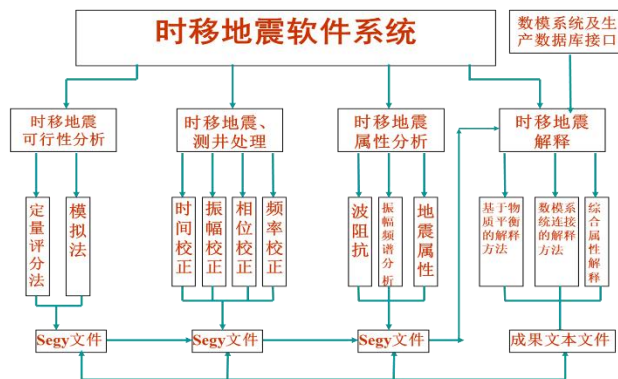 时移地震软件系统
数模系统及生
产数据库接口
时移地震
可行性分析
时移地震、
测井处理
时移地震
属性分析
时移地震
解释
定量评分法
模拟法
时间校正
振幅校正
相位校正
频率校正
波阻抗
振幅频谱分析
地震属性
基于物
质平衡
的解释
方法
数模系
统连接
的解释
方法
综合属性解释
Segy文件
Segy文件
Segy文件
成果文本文件